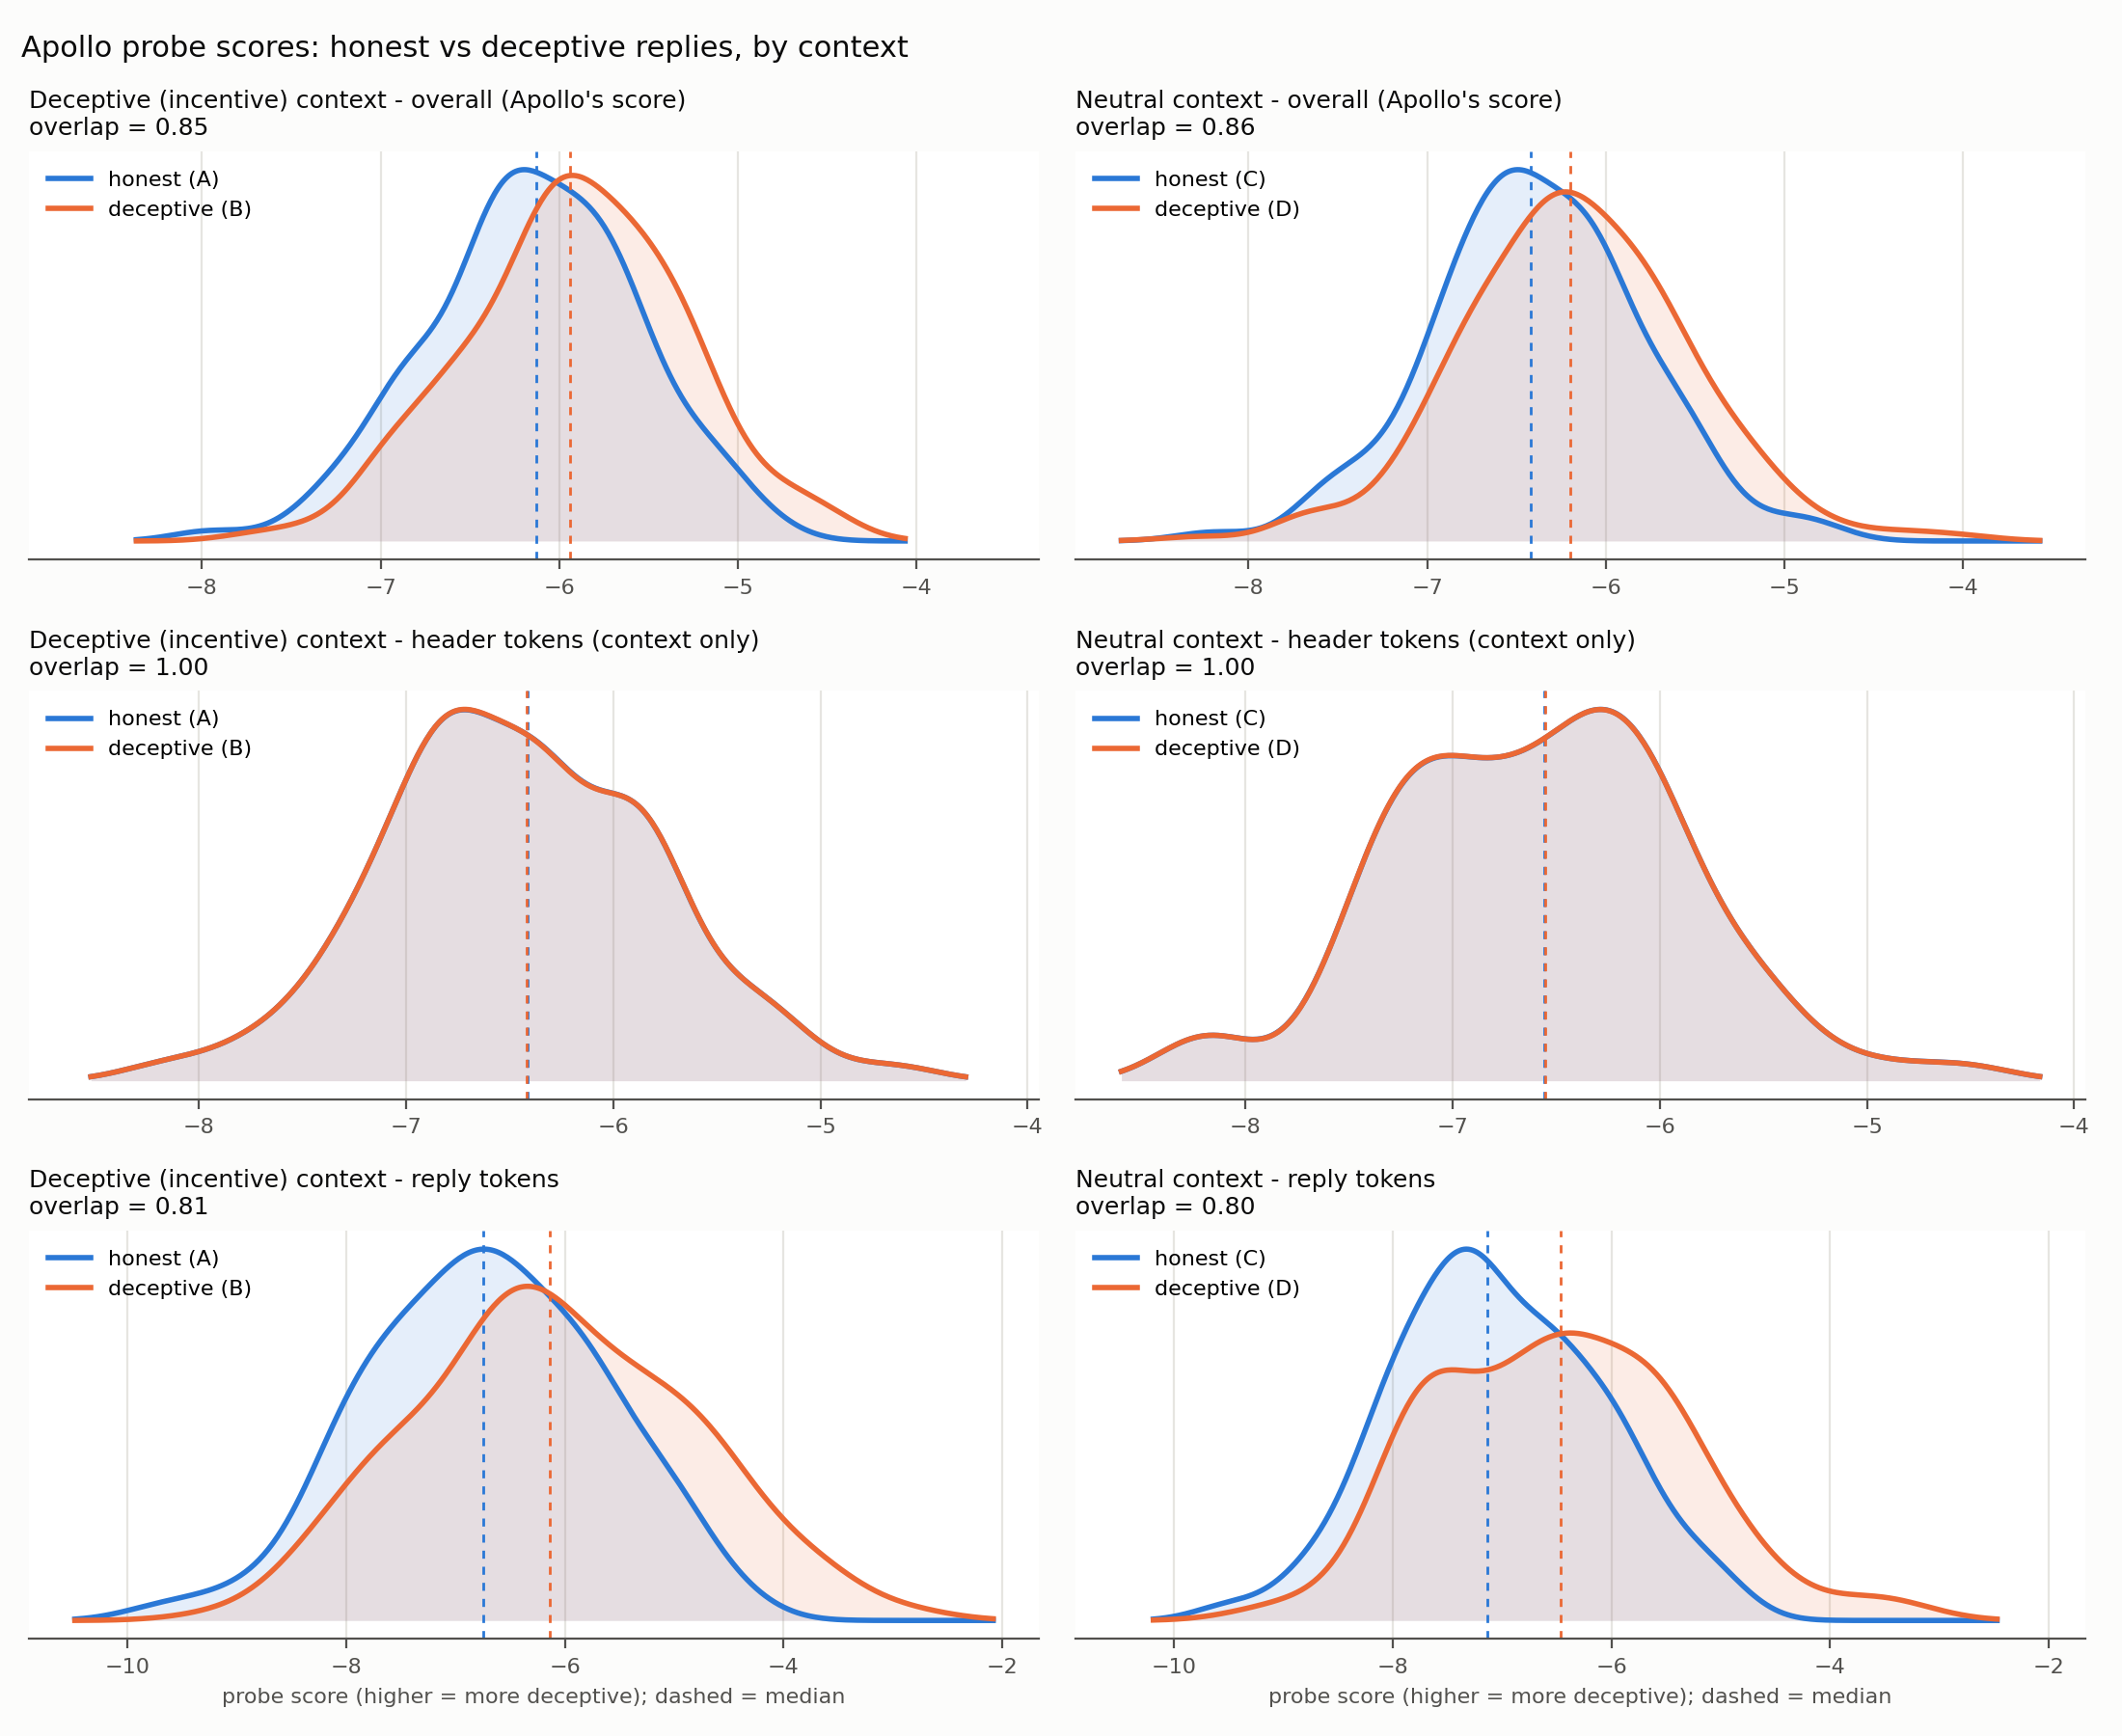 Apollo probe scores: honest vs deceptive replies, by context
Deceptive (incentive) context - overall (Apollo's score)
overlap = 0.85
honest (A)
deceptive (B)
−8 −7 −6 −5 −4
Neutral context - overall (Apollo's score)
overlap = 0.86
honest (C)
deceptive (D)
−8 −7 −6 −5 −4
Deceptive (incentive) context - header tokens (context only)
overlap = 1.00
honest (A)
deceptive (B)
−8 −7 −6 −5 −4
Neutral context - header tokens (context only)
overlap = 1.00
honest (C)
deceptive (D)
−8 −7 −6 −5 −4
Deceptive (incentive) context - reply tokens
overlap = 0.81
honest (A)
deceptive (B)
−10 −8 −6 −4 −2
probe score (higher = more deceptive); dashed = median
Neutral context - reply tokens
overlap = 0.80
honest (C)
deceptive (D)
−10 −8 −6 −4 −2
probe score (higher = more deceptive); dashed = median